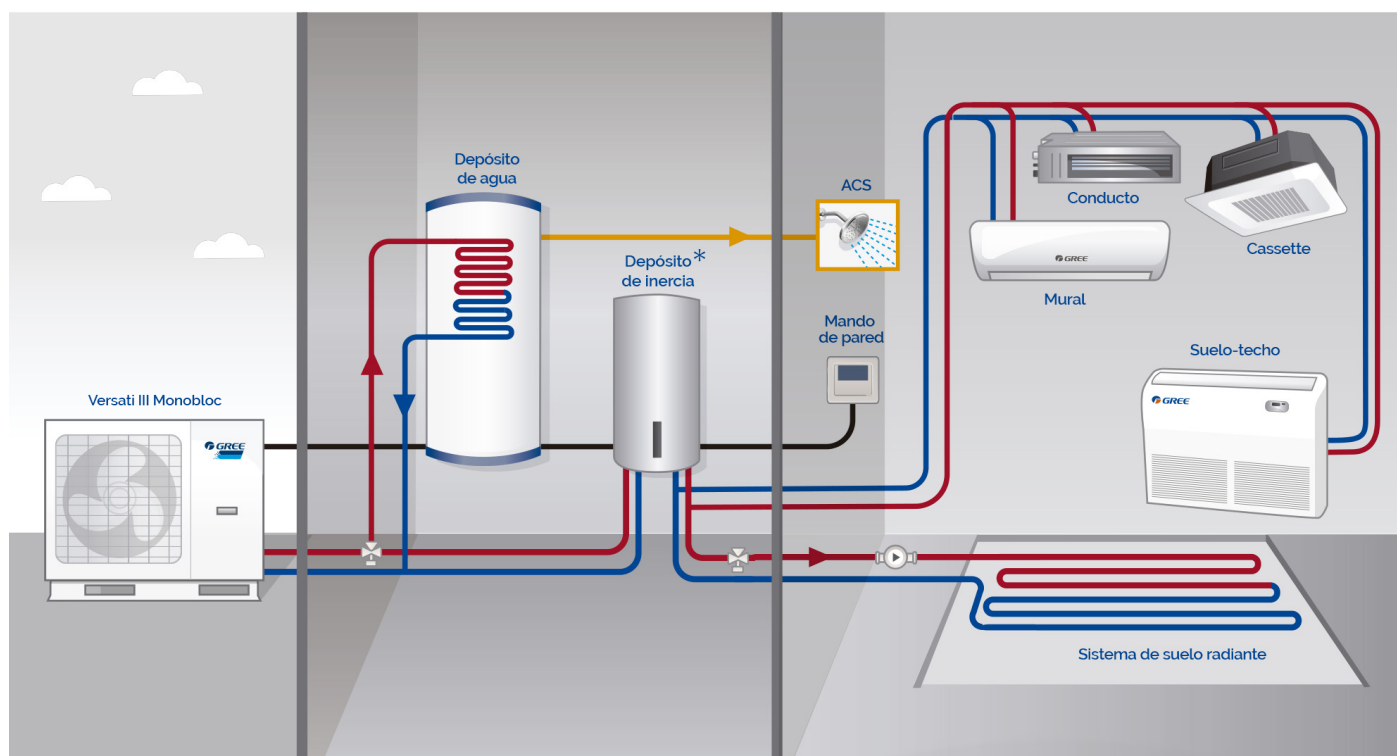 Depósito
de agua
ACS
Depósito*
de inercia
Mando
de pared
Conducto
Cassette
GREE
Mural
Suelo-techo
GREE
Versati III Monobloc
GREE
Sistema de suelo radiante